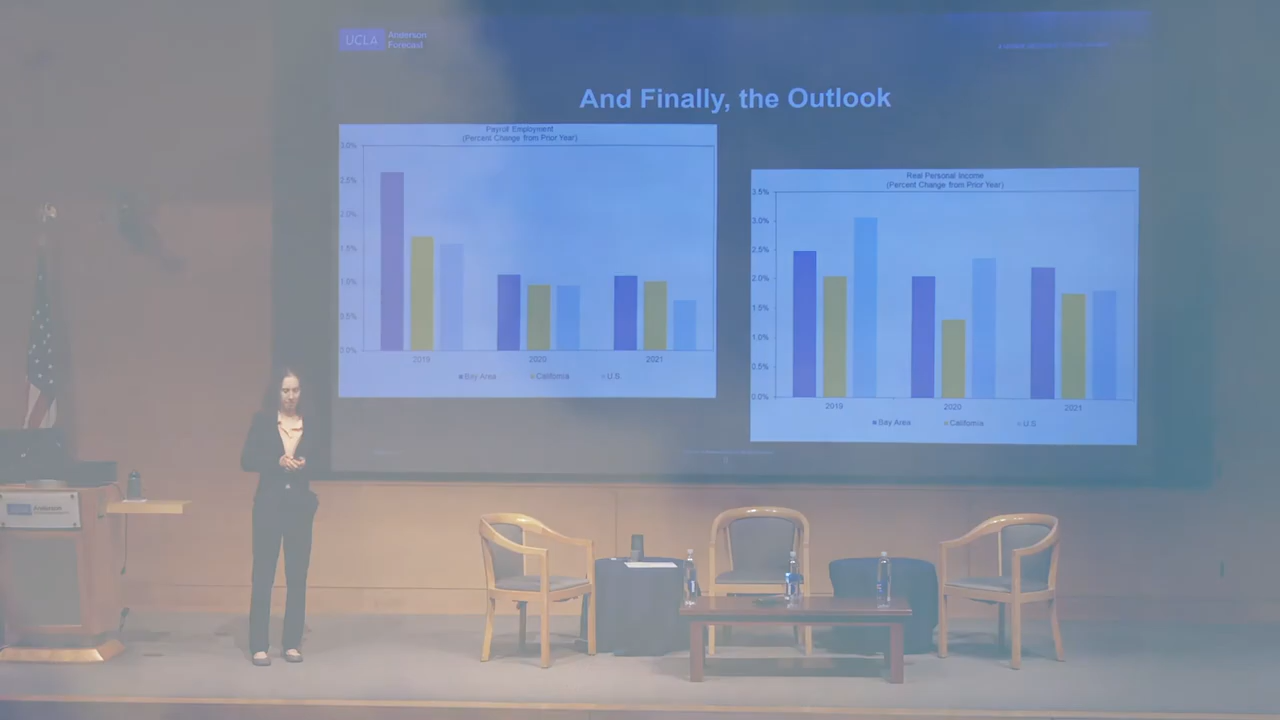 UCLA Anderson
Forecast
And Finally, the Outlook
Payroll Employment
(Percent Change from Prior Year)
3.0%
2.5%
2.0%
1.5%
1.0%
0.5%
0.0%
2019 2020 2021
Bay Area California U.S.
Real Personal Income
(Percent Change from Prior Year)
3.5%
3.0%
2.5%
2.0%
1.5%
1.0%
0.5%
0.0%
2019 2020 2021
Bay Area California U.S.
Anderson